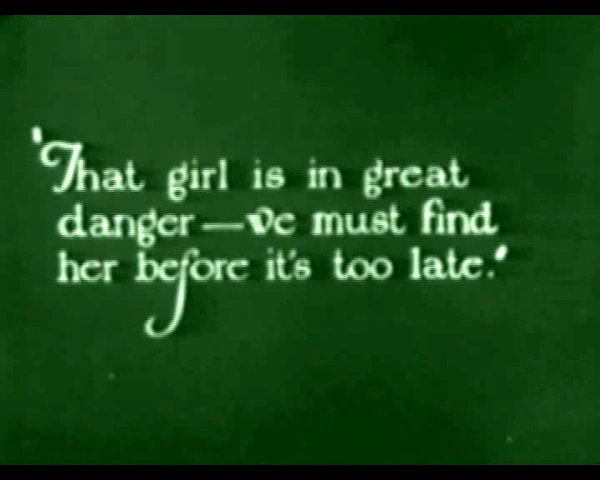 'That girl is in great
danger—we must find
her before it's too late.'